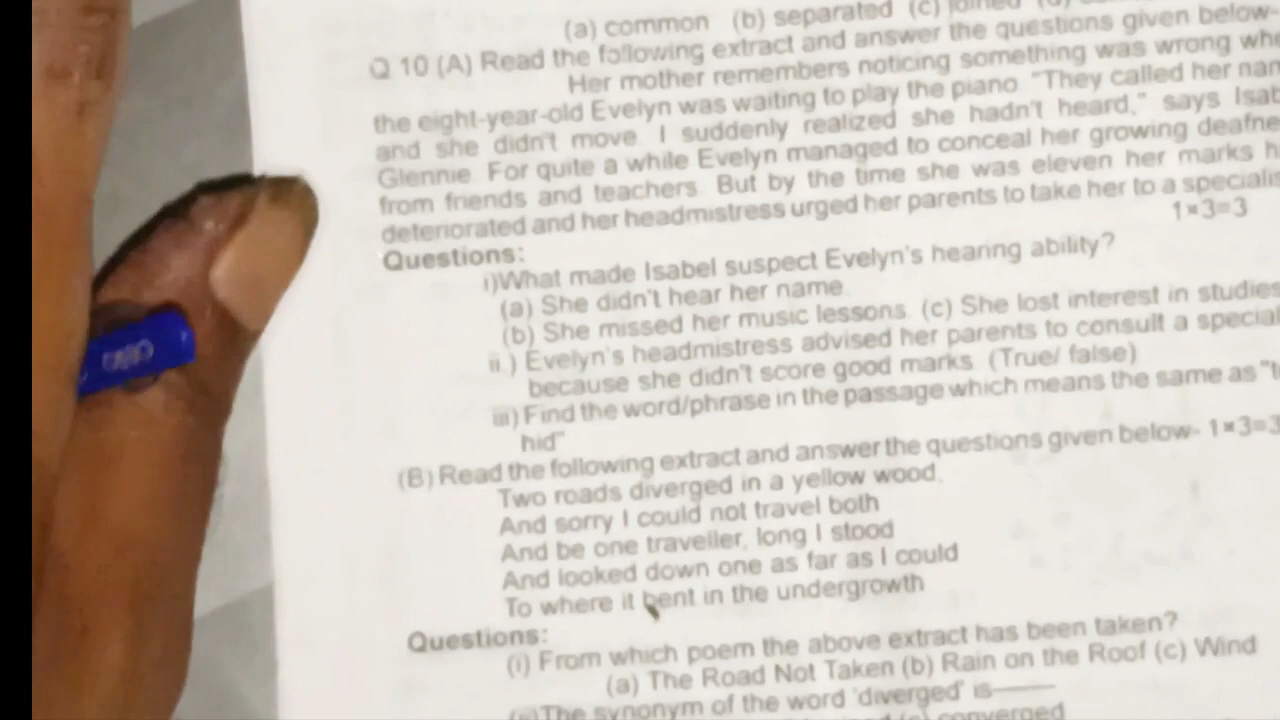 (a) common (b) separated (c) joined
Q 10 (A) Read the following extract and answer the questions given below-
Her mother remembers noticing something was wrong
the eight-year-old Evelyn was waiting to play the piano. "They called her
and she didn't move. I suddenly realized she hadn't heard," says
Glennie. For quite a while Evelyn managed to conceal her growing
from friends and teachers. But by the time she was eleven her marks
deteriorated and her headmistress urged her parents to take her to a
1×3=3
Questions:
i)What made Isabel suspect Evelyn's hearing ability?
(a) She didn't hear her name.
(b) She missed her music lessons. (c) She lost interest in studies
ii.) Evelyn's headmistress advised her parents to consult a
because she didn't score good marks. (True/ false)
iii) Find the word/phrase in the passage which means the same as
hid"
(B) Read the following extract and answer the questions given below- 1×3=3
Two roads diverged in a yellow wood,
And sorry I could not travel both
And be one traveller, long I stood
And looked down one as far as I could
To where it bent in the undergrowth
Questions:
(i) From which poem the above extract has been taken?
(a) The Road Not Taken (b) Rain on the Roof (c) Wind
The synonym of the word 'diverged' is——
converged